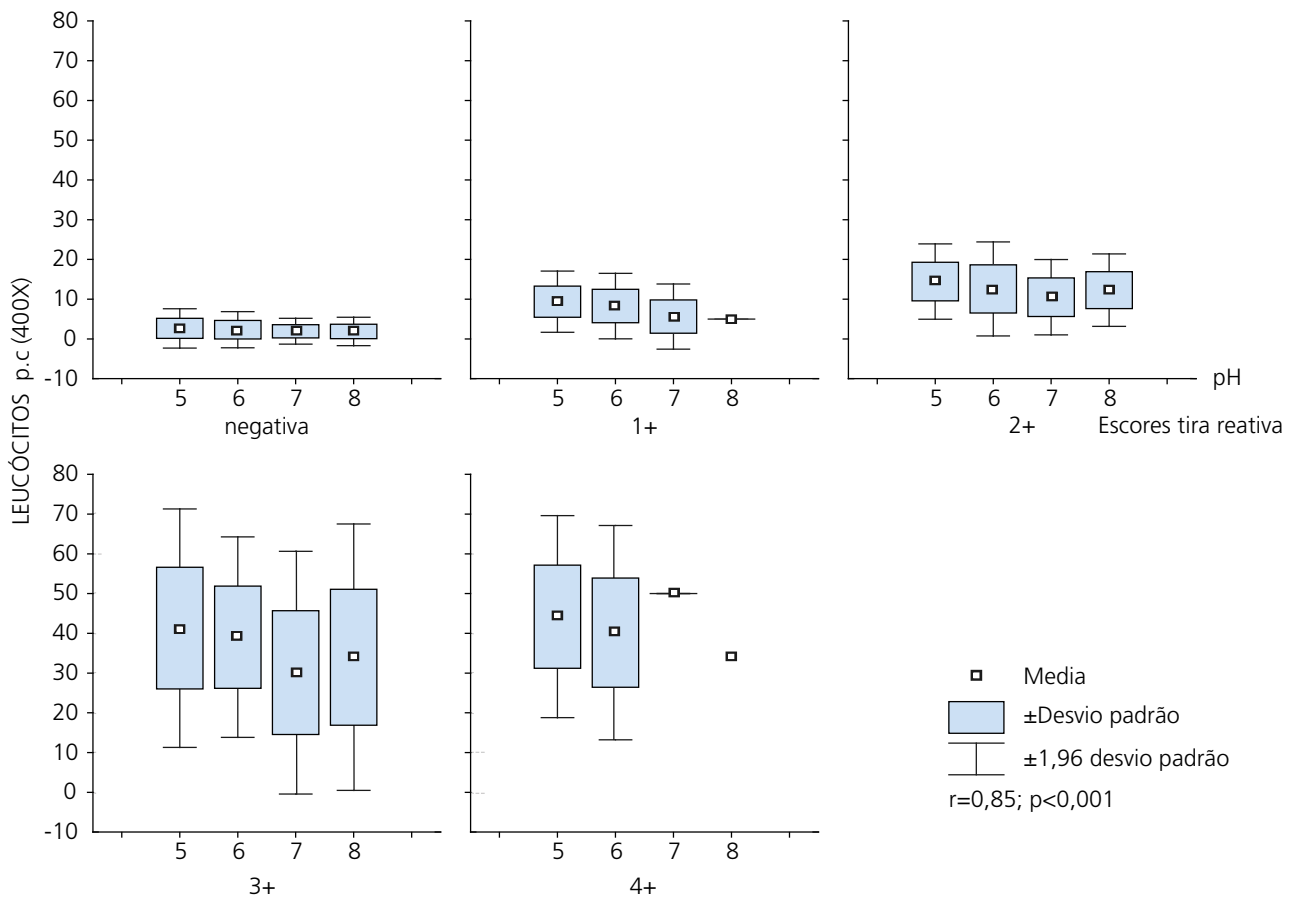 LEUCÓCITOS p.c (400X)
80
70
60
50
40
30
20
10
0
-10
5 6 7 8
negativa
5 6 7 8
1+
5 6 7 8
2+
pH
Escores tira reativa
80
70
60
50
40
30
20
10
0
-10
5 6 7 8
3+
5 6 7 8
4+
Media
±Desvio padrão
±1,96 desvio padrão
r=0,85; p<0,001